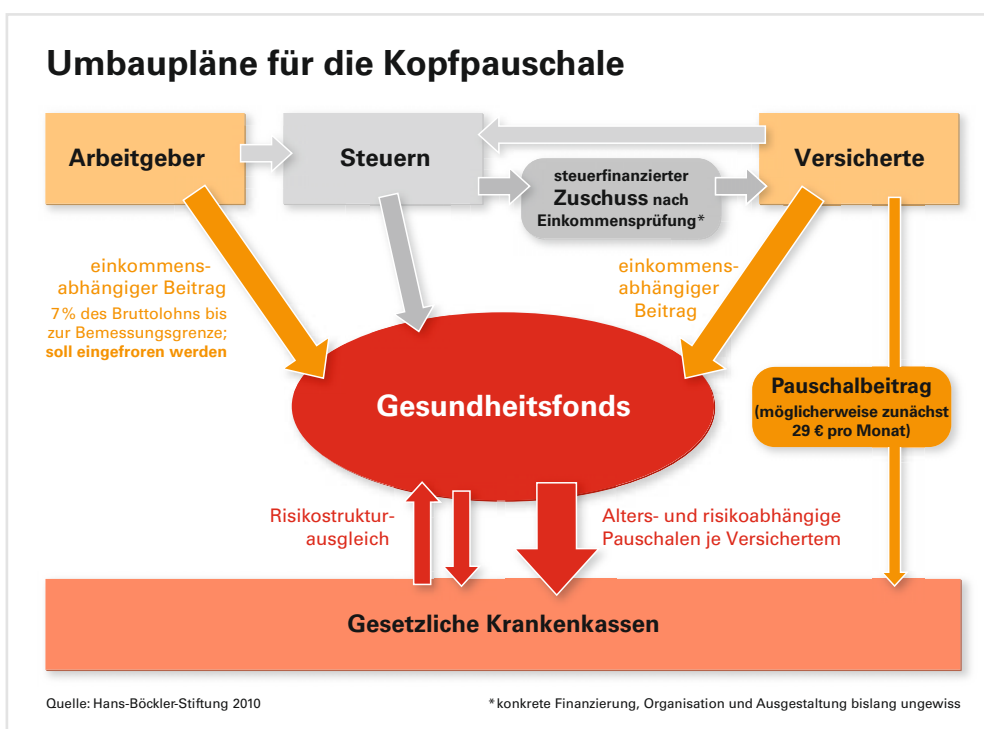 Umbaupläne für die Kopfpauschale
Arbeitgeber
Steuern
steuerfinanzierter
Zuschuss nach
Einkommensprüfung*
Versicherte
einkommens-
abhängiger Beitrag
7 % des Bruttolohns bis
zur Bemessungsgrenze;
soll eingefroren werden
einkommens-
abhängiger
Beitrag
Pauschalbeitrag
(möglicherweise zunächst
29 € pro Monat)
Gesundheitsfonds
Risikostruktur-
ausgleich
Alters- und risikoabhängige
Pauschalen je Versichertem
Gesetzliche Krankenkassen
Quelle: Hans-Böckler-Stiftung 2010
* konkrete Finanzierung, Organisation und Ausgestaltung bislang ungewiss